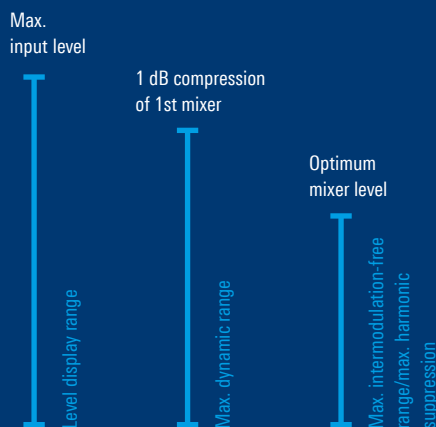 Max.
input level
1 dB compression
of 1st mixer
Optimum
mixer level
Level display range
Max. dynamic range
Max. intermodulation-free
range/max. harmonic
suppression